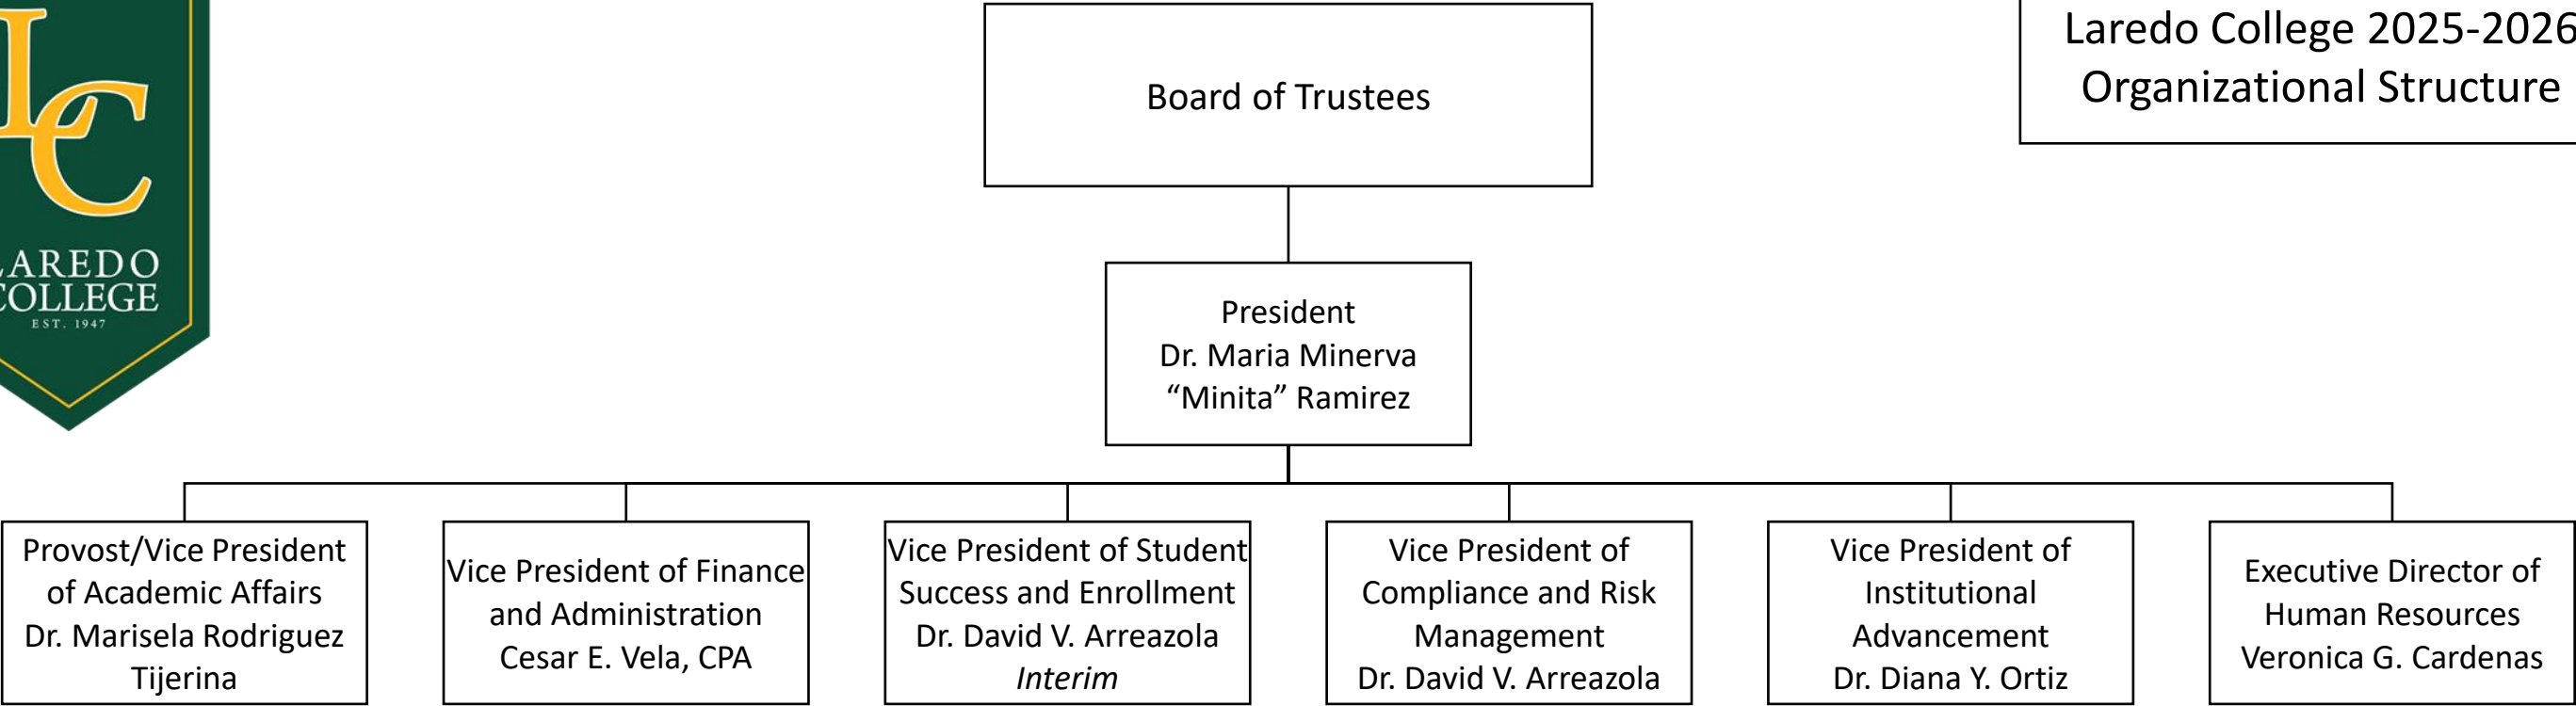 LC
LAREDO
COLLEGE
EST. 1947
Board of Trustees
Laredo College 2025-2026
Organizational Structure
President
Dr. Maria Minerva
“Minita” Ramirez
Provost/Vice President
of Academic Affairs
Dr. Marisela Rodriguez
Tijerina
Vice President of Finance
and Administration
Cesar E. Vela, CPA
Vice President of Student
Success and Enrollment
Dr. David V. Arreazola
Interim
Vice President of
Compliance and Risk
Management
Dr. David V. Arreazola
Vice President of
Institutional
Advancement
Dr. Diana Y. Ortiz
Executive Director of
Human Resources
Veronica G. Cardenas